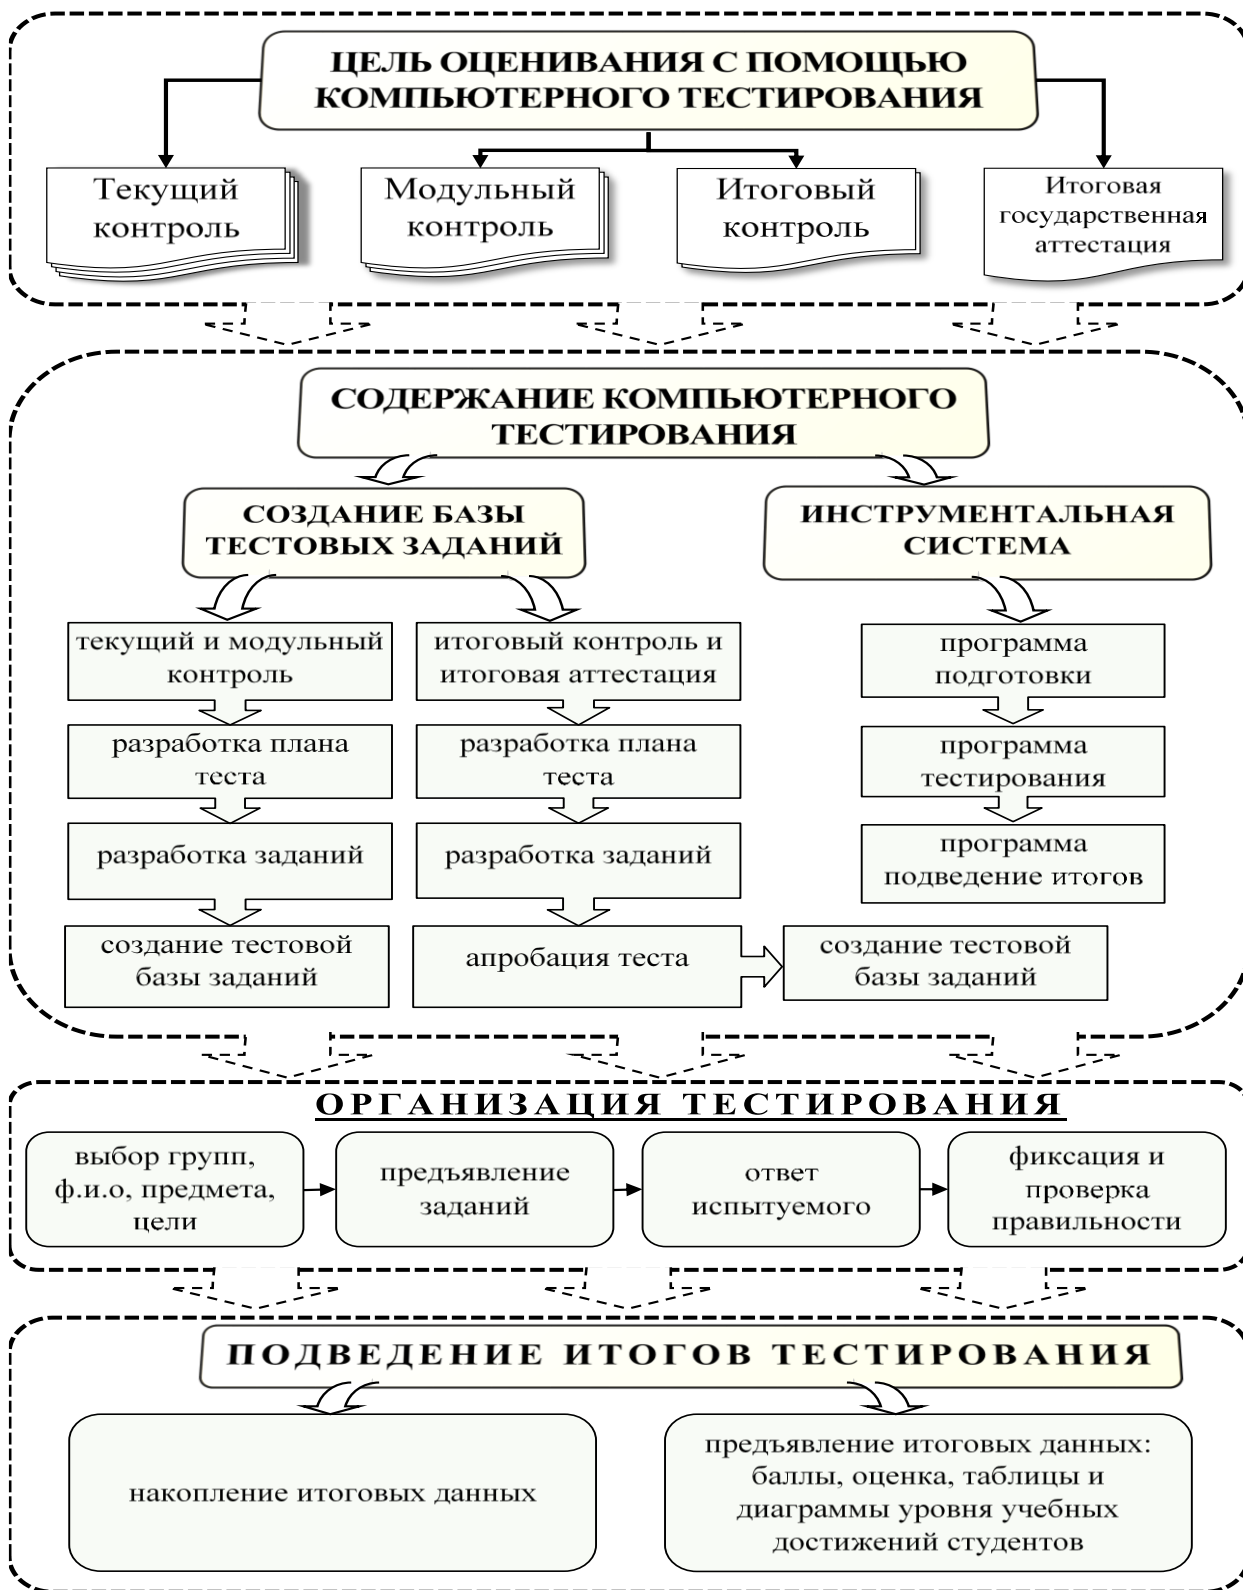 ЦЕЛЬ ОЦЕНИВАНИЯ С ПОМОЩЬЮ
КОМПЬЮТЕРНОГО ТЕСТИРОВАНИЯ
Текущий
контроль
Модульный
контроль
Итоговый
контроль
Итоговая
государственная
аттестация
СОДЕРЖАНИЕ КОМПЬЮТЕРНОГО
ТЕСТИРОВАНИЯ
СОЗДАНИЕ БАЗЫ
ТЕСТОВЫХ ЗАДАНИЙ
ИНСТРУМЕНТАЛЬНАЯ
СИСТЕМА
текущий и модульный
контроль
итоговый контроль и
итоговая аттестация
программа
подготовки
разработка плана
теста
разработка плана
теста
программа
тестирования
разработка заданий
разработка заданий
программа
подведение итогов
создание тестовой
базы заданий
апробация теста
создание тестовой
базы заданий
ОРГАНИЗАЦИЯ ТЕСТИРОВАНИЯ
выбор групп,
ф.и.о, предмета,
цели
предъявление
заданий
ответ
испытуемого
фиксация и
проверка
правильности
ПОДВЕДЕНИЕ ИТОГОВ ТЕСТИРОВАНИЯ
накопление итоговых данных
предъявление итоговых данных:
баллы, оценка, таблицы и
диаграммы уровня учебных
достижений студентов